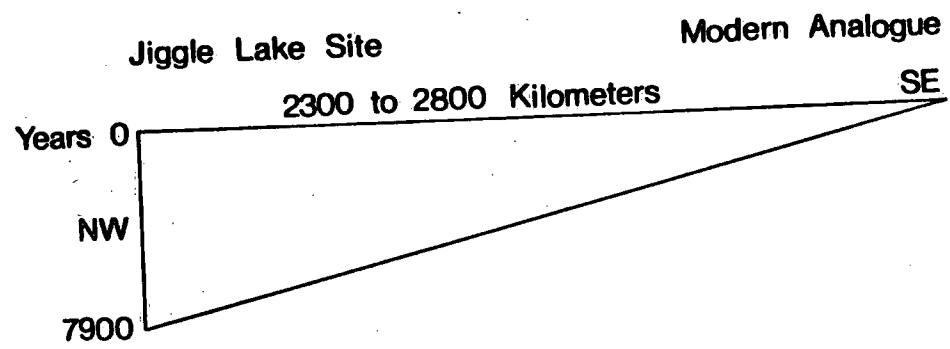 Jiggle Lake Site
Modern Analogue
2300 to 2800 Kilometers
SE
Years 0
NW
7900